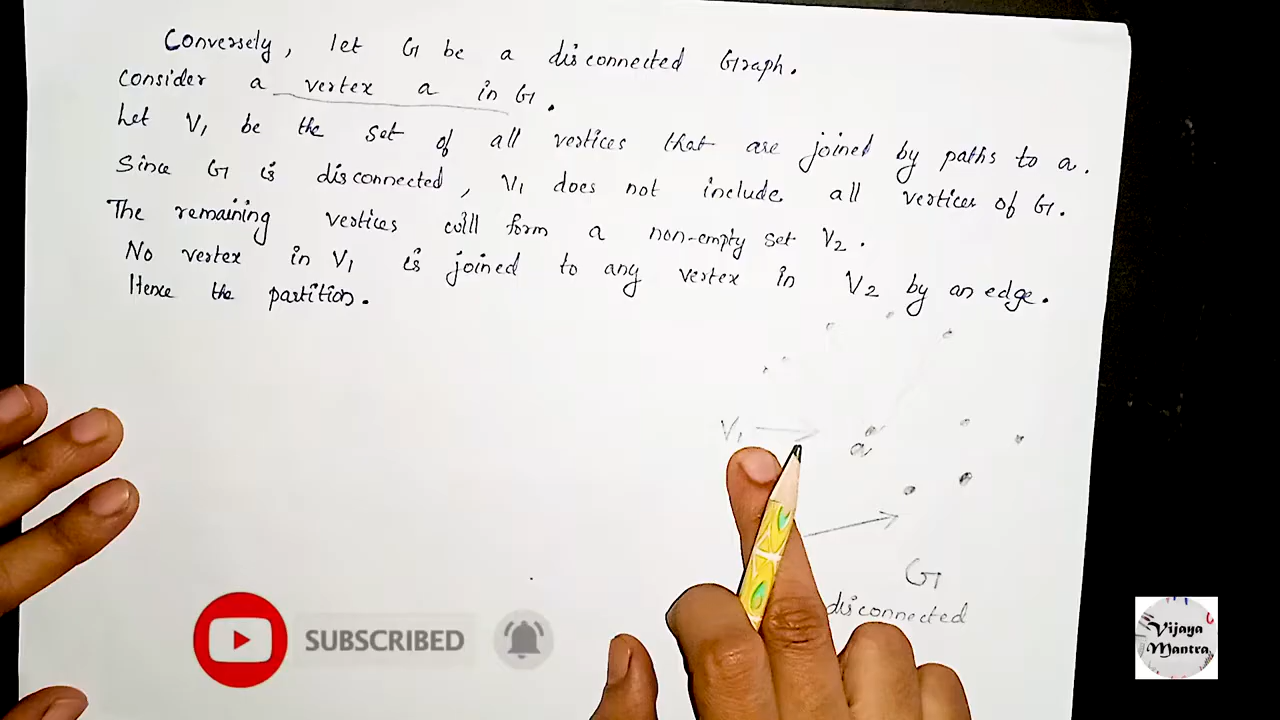 Conversely, let G be a disconnected Graph.
Consider a vertex a in G.
Let V1 be the set of all vertices that are joined by paths to a.
Since G is disconnected, V1 does not include all vertices of G.
The remaining vertices will form a non-empty set V2.
No vertex in V1 is joined to any vertex in V2 by an edge.
Hence the partition.
V1
a
G
disconnected
SUBSCRIBED
Vijaya
Mantra